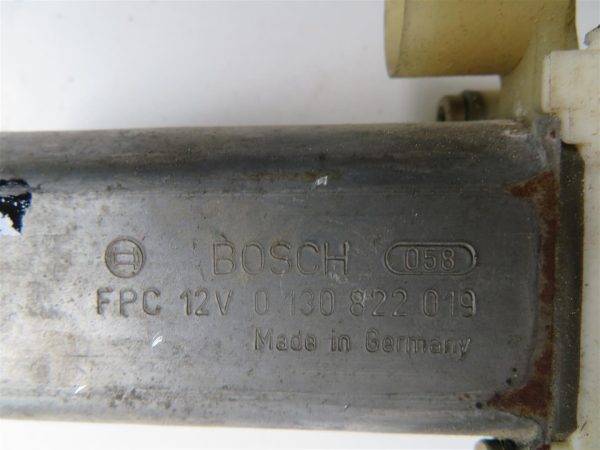 BOSCH 058
FPC 12V 0 130 822 019
Made in Germany